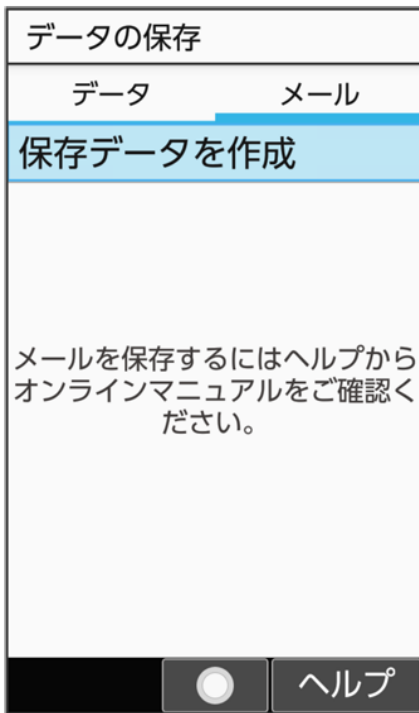 データの保存
データ メール
保存データを作成
メールを保存するにはヘルプから
オンラインマニュアルをご確認く
ださい。
ヘルプ